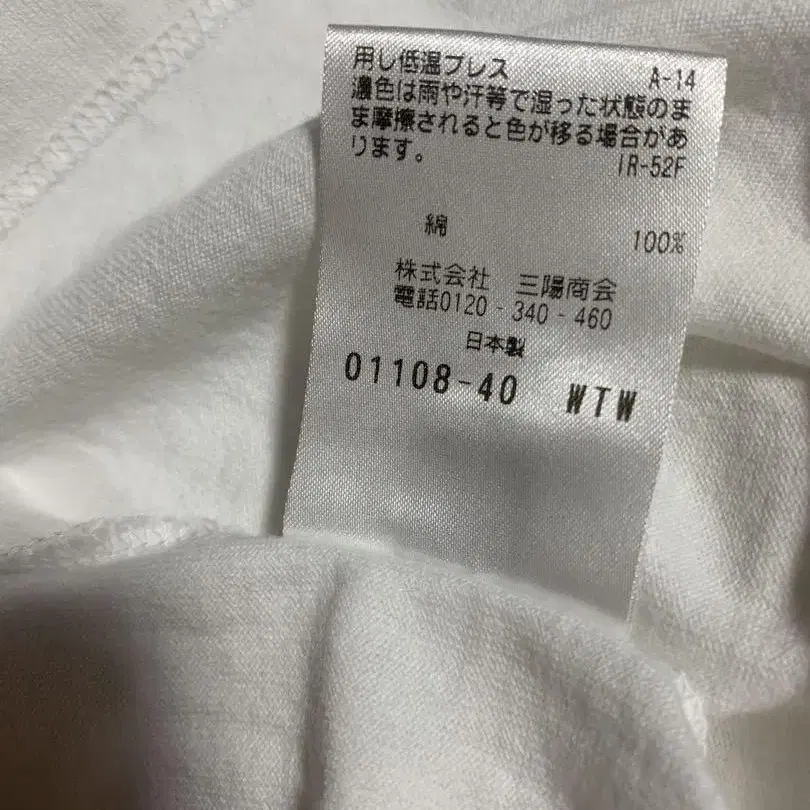 用し低温プレス A-14
濃色は雨や汗等で湿った状態のま
ま摩擦されると色が移る場合があ
ります。 IR-52F
綿 100%
株式会社 三陽商会
電話0120-340-460
日本製
01108-40 WTW